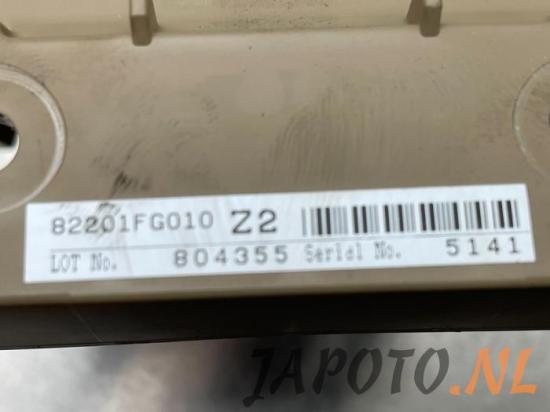 82201FG010 Z2
LOT No. 804355 Serial No. 5141
JAPOTO.NL